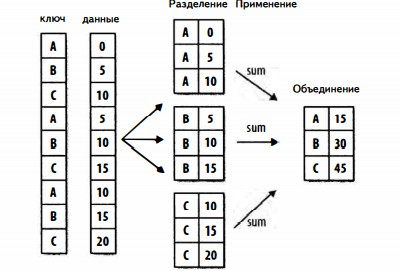 ключ данные Разделение Применение
A 0
B 5
C 10
A 5
B 10
C 15
A 10
B 15
C 20
A 0
A 5
A 10
B 5
B 10
B 15
C 10
C 15
C 20
sum
sum
sum
Объединение
A 15
B 30
C 45